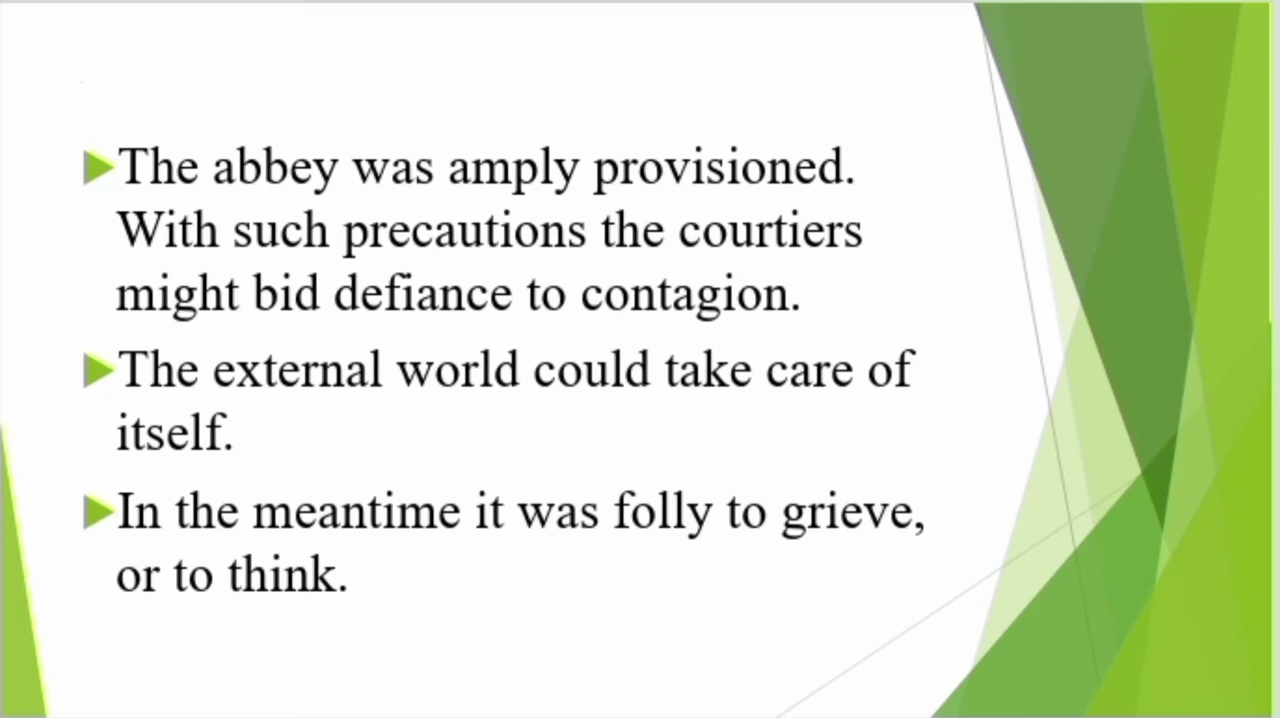 The abbey was amply provisioned.
With such precautions the courtiers
might bid defiance to contagion.
The external world could take care of
itself.
In the meantime it was folly to grieve,
or to think.